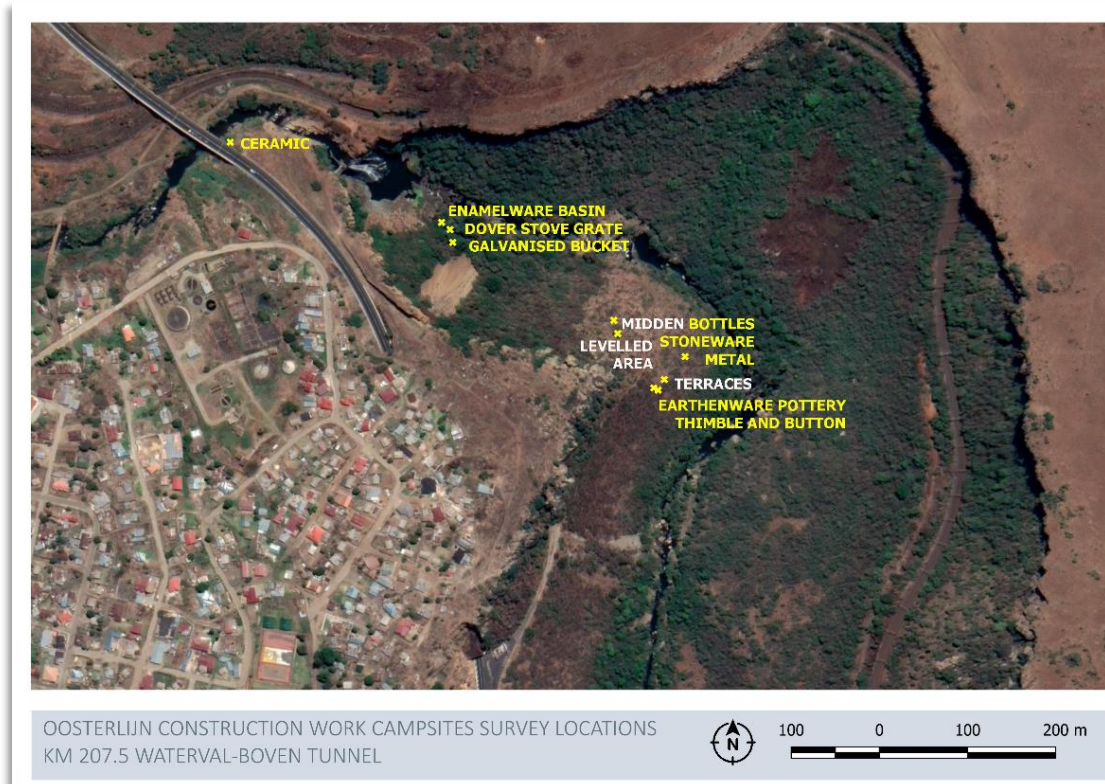 CERAMIC
ENAMELWARE BASIN
DOVER STOVE GRATE
GALVANISED BUCKET
MIDDEN BOTTLES
LEVELLED STONEWARE
AREA METAL
TERRACES
EARTHENWARE POTTERY
THIMBLE AND BUTTON
OOSTERLIJN CONSTRUCTION WORK CAMPSITES SURVEY LOCATIONS
KM 207.5 WATERVAL-BOVEN TUNNEL
N
100 0 100 200 m